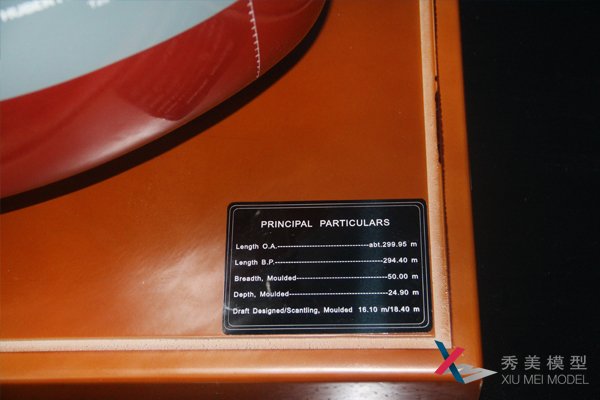 PRINCIPAL PARTICULARS
Length O.A.------------------------------abt.299.95 m
Length B.P.-----------------------------------294.40 m
Breadth, Moulded------------------------------50.00 m
Depth, Moulded--------------------------------24.90 m
Draft Designed/Scantling, Moulded 16.10 m/18.40 m
秀美模型
XIU MEI MODEL